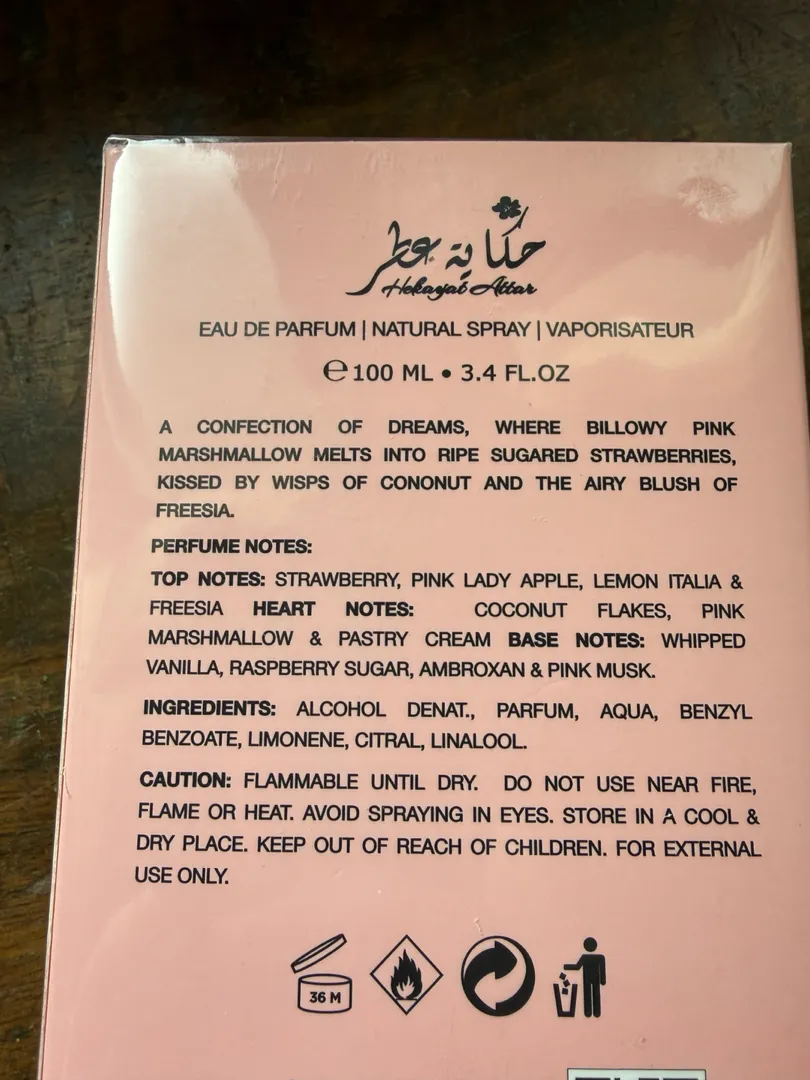 حكاية عطر
Hekayat Attar
EAU DE PARFUM | NATURAL SPRAY | VAPORISATEUR
℮100 ML • 3.4 FL.OZ
A CONFECTION OF DREAMS, WHERE BILLOWY PINK
MARSHMALLOW MELTS INTO RIPE SUGARED STRAWBERRIES,
KISSED BY WISPS OF CONONUT AND THE AIRY BLUSH OF
FREESIA.
PERFUME NOTES:
TOP NOTES: STRAWBERRY, PINK LADY APPLE, LEMON ITALIA &
FREESIA HEART NOTES: COCONUT FLAKES, PINK
MARSHMALLOW & PASTRY CREAM BASE NOTES: WHIPPED
VANILLA, RASPBERRY SUGAR, AMBROXAN & PINK MUSK.
INGREDIENTS: ALCOHOL DENAT., PARFUM, AQUA, BENZYL
BENZOATE, LIMONENE, CITRAL, LINALOOL.
CAUTION: FLAMMABLE UNTIL DRY. DO NOT USE NEAR FIRE,
FLAME OR HEAT. AVOID SPRAYING IN EYES. STORE IN A COOL &
DRY PLACE. KEEP OUT OF REACH OF CHILDREN. FOR EXTERNAL
USE ONLY.
36 M